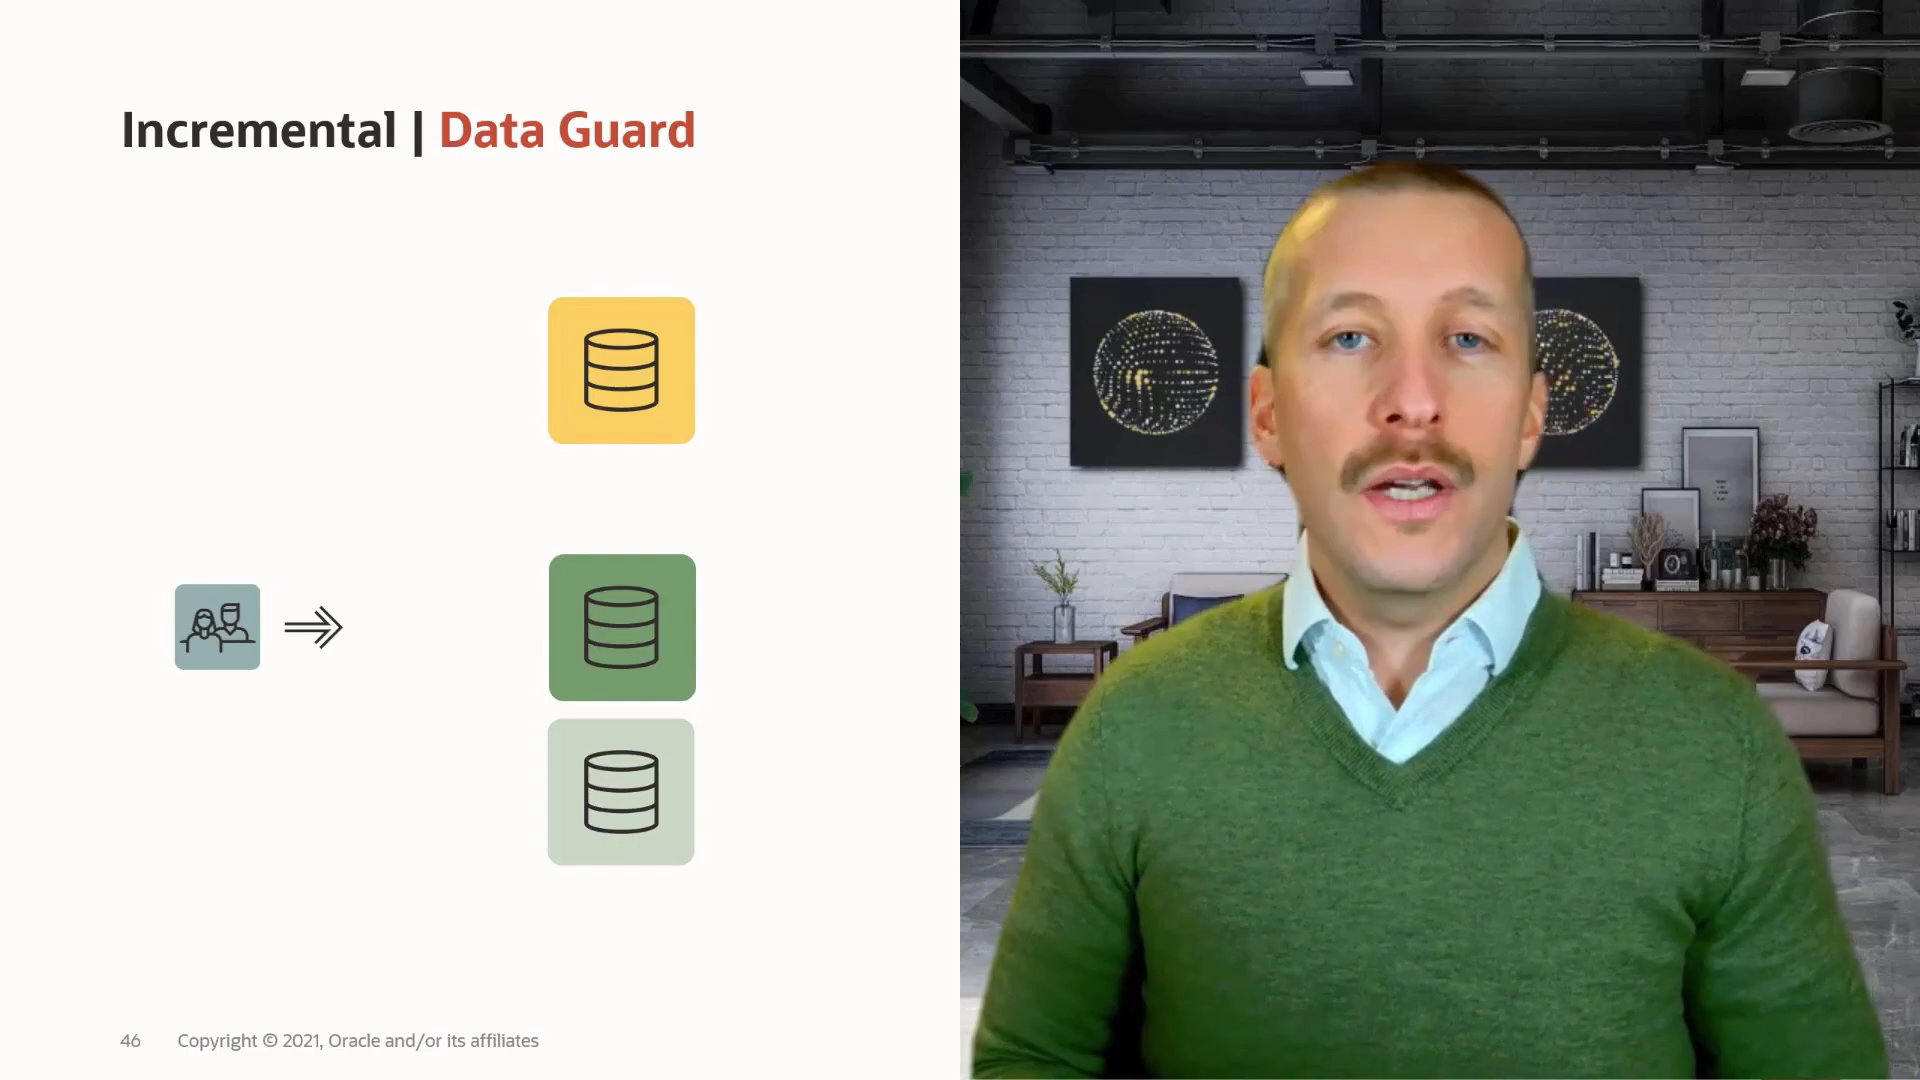 Incremental | Data Guard
46 Copyright © 2021, Oracle and/or its affiliates